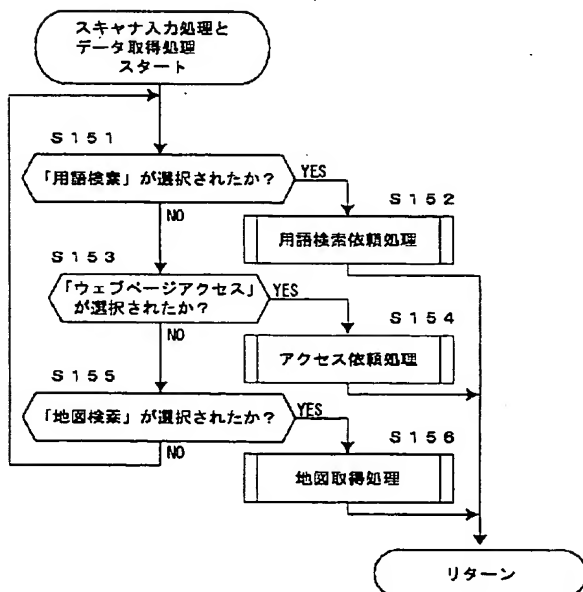 スキャナ入力処理と
データ取得処理
スタート
S151
「用語検索」が選択されたか?
YES
S152
NO
用語検索依頼処理
S153
「ウェブページアクセス」
が選択されたか?
YES
S154
NO
アクセス依頼処理
S155
「地図検索」が選択されたか?
YES
S156
NO
地図取得処理
リターン